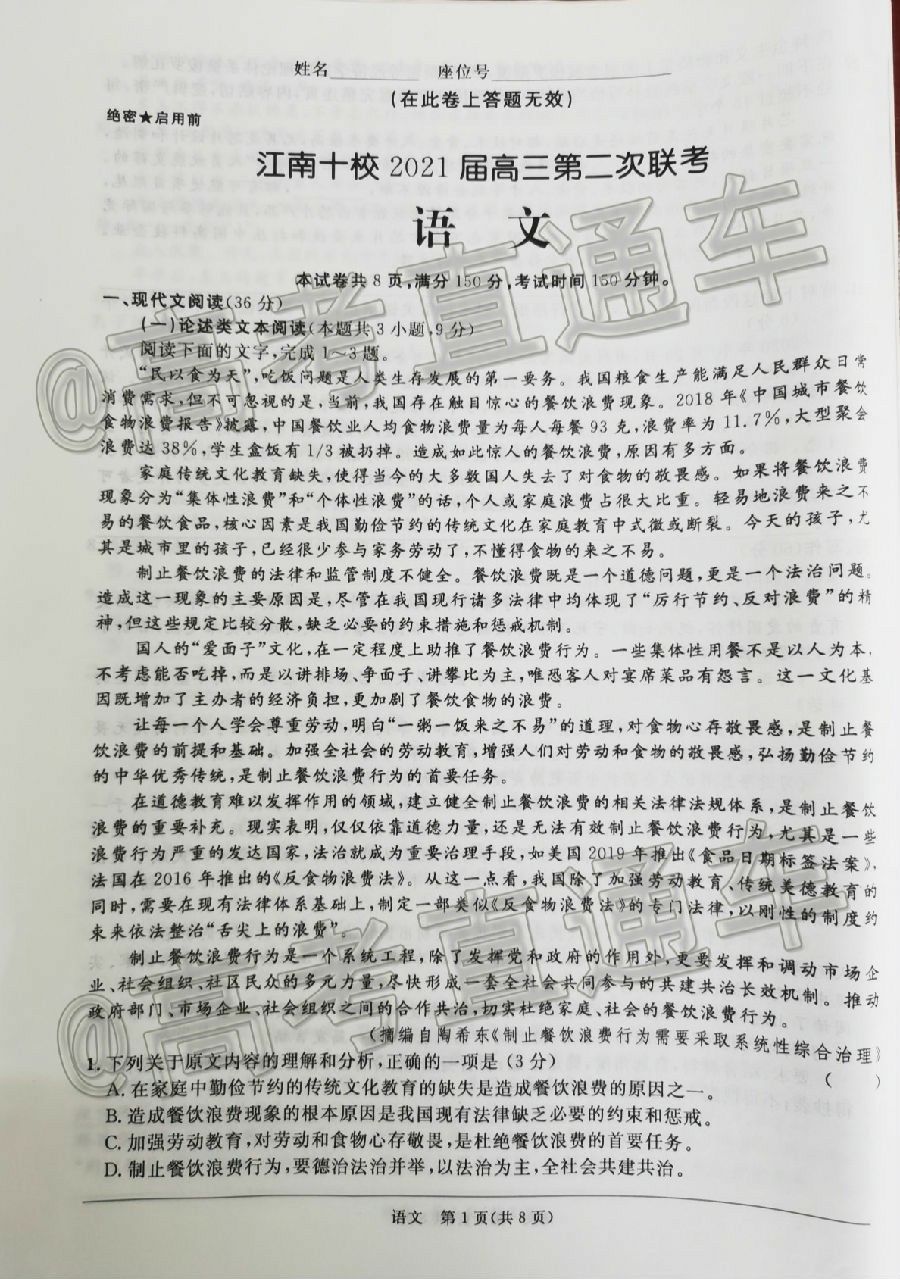 姓名 座位号
(在此卷上答题无效)
绝密★启用前
江南十校2021届高三第二次联考
语 文
本试卷共8页,满分150分,考试时间150分钟。
一、现代文阅读(36分)
(一)论述类文本阅读(本题共3小题,9分)
阅读下面的文字,完成1~3题。
“民以食为天”,吃饭问题是人类生存发展的第一要务。我国粮食生产能满足人民群众日常
消费需求,但不可忽视的是,当前,我国存在触目惊心的餐饮浪费现象。2018年《中国城市餐饮
食物浪费报告》披露,中国餐饮业人均食物浪费量为每人每餐93克,浪费率为11.7%,大型聚会
浪费达38%,学生盒饭有1/3被扔掉。造成如此惊人的餐饮浪费,原因有多方面。
家庭传统文化教育缺失,使得当今的大多数国人失去了对食物的敬畏感。如果将餐饮浪费
现象分为“集体性浪费”和“个体性浪费”的话,个人或家庭浪费占很大比重。轻易地浪费来之不
易的餐饮食品,核心因素是我国勤俭节约的传统文化在家庭教育中式微或断裂。今天的孩子,尤
其是城市里的孩子,已经很少参与家务劳动了,不懂得食物的来之不易。
制止餐饮浪费的法律和监管制度不健全。餐饮浪费既是一个道德问题,更是一个法治问题。
造成这一现象的主要原因是,尽管在我国现行诸多法律中均体现了“厉行节约、反对浪费”的精
神,但这些规定比较分散,缺乏必要的约束措施和惩戒机制。
国人的“爱面子”文化,在一定程度上助推了餐饮浪费行为。一些集体性用餐不是以人为本,
不考虑能否吃掉,而是以讲排场、争面子、讲攀比为主,唯恐客人对宴席菜品有怨言。这一文化基
因既增加了主办者的经济负担,更加剧了餐饮食物的浪费。
让每一个人学会尊重劳动,明白“一粥一饭来之不易”的道理,对食物心存敬畏感,是制止餐
饮浪费的前提和基础。加强全社会的劳动教育,增强人们对劳动和食物的敬畏感,弘扬勤俭节约
的中华优秀传统,是制止餐饮浪费行为的首要任务。
在道德教育难以发挥作用的领域,建立健全制止餐饮浪费的相关法律法规体系,是制止餐饮
浪费的重要补充。现实表明,仅仅依靠道德力量,还是无法有效制止餐饮浪费行为,尤其是一些
浪费行为严重的发达国家,法治就成为重要治理手段,如美国2019年推出《食品日期标签法案》,
法国在2016年推出的《反食物浪费法》。从这一点看,我国除了加强劳动教育、传统美德教育的
同时,需要在现有法律体系基础上,制定一部类似《反食物浪费法》的专门法律,以刚性的制度约
束来依法整治“舌尖上的浪费”。
制止餐饮浪费行为是一个系统工程,除了发挥党和政府的作用外,更要发挥和调动市场企
业、社会组织、社区民众的多元力量,尽快形成一套全社会共同参与的共建共治长效机制。推动
政府部门、市场企业、社会组织之间的合作共治,切实杜绝家庭、社会的餐饮浪费行为。
(摘编自陶希东《制止餐饮浪费行为需要采取系统性综合治理》)
1. 下列关于原文内容的理解和分析,正确的一项是(3分) ( )
A. 在家庭中勤俭节约的传统文化教育的缺失是造成餐饮浪费的原因之一。
B. 造成餐饮浪费现象的根本原因是我国现有法律缺乏必要的约束和惩戒。
C. 加强劳动教育,对劳动和食物心存敬畏,是杜绝餐饮浪费的首要任务。
D. 制止餐饮浪费行为,要德治法治并举,以法治为主,全社会共建共治。
语文 第1页(共8页)
@高考直通车
@高考直通车